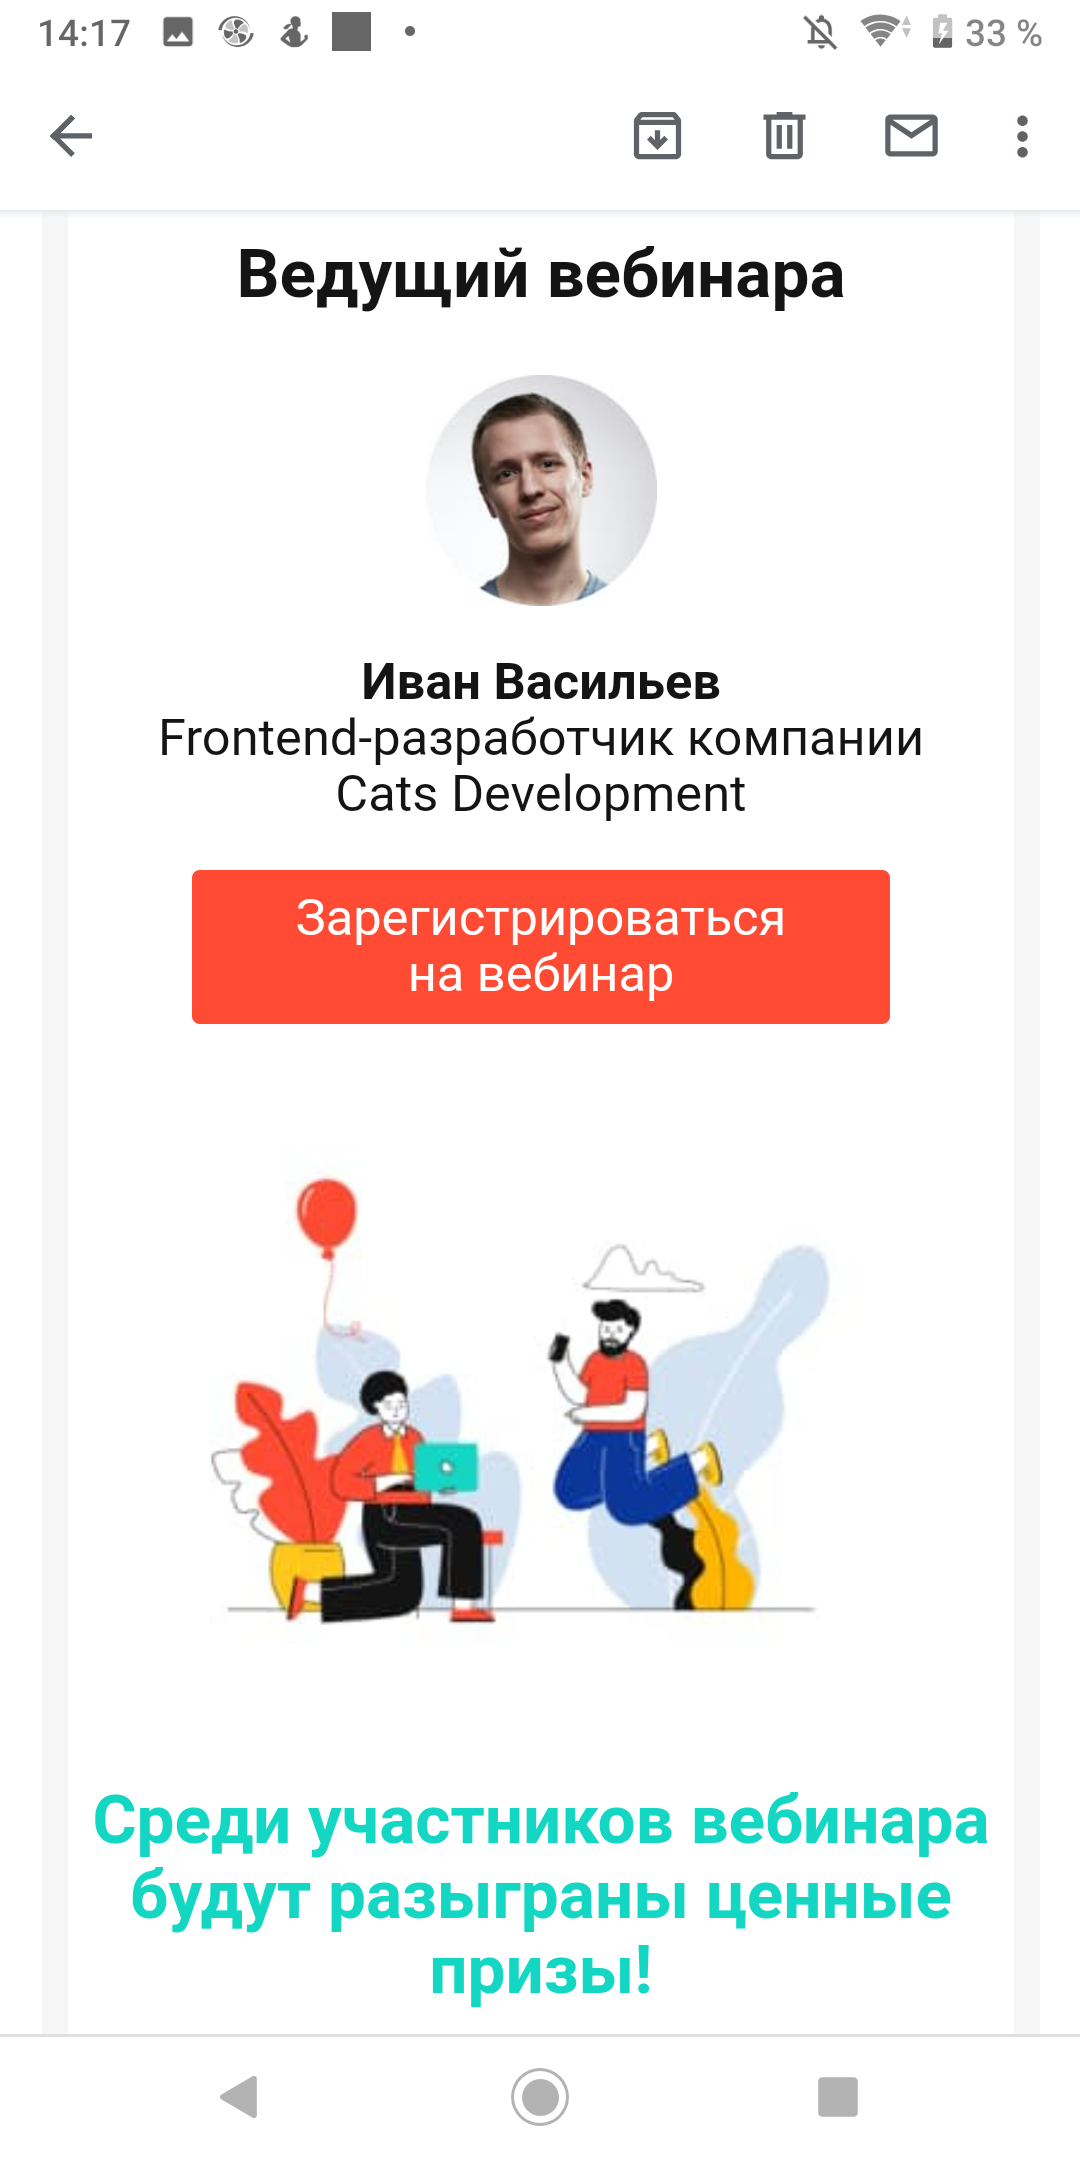 14:17
33 %
Ведущий вебинара
Иван Васильев
Frontend-разработчик компании
Cats Development
Зарегистрироваться
на вебинар
Среди участников вебинара
будут разыграны ценные
призы!